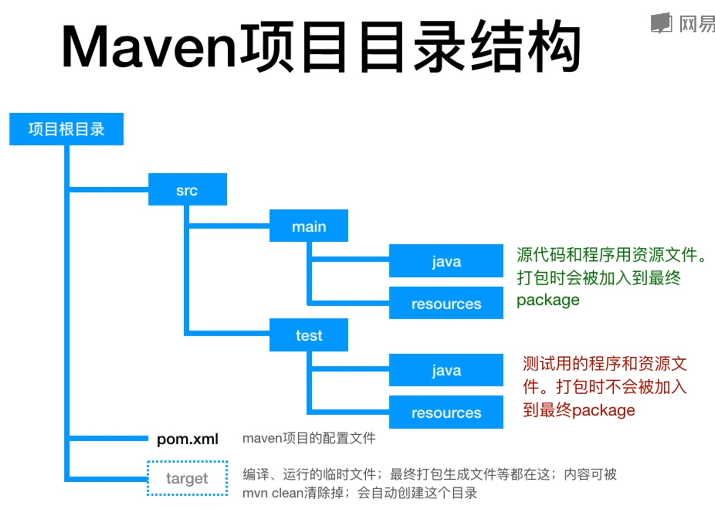 网易
Maven项目目录结构
项目根目录
src
main
java
源代码和程序用资源文件。
打包时会被加入到最终
package
resources
test
java
测试用的程序和资源文
件。打包时不会被加入
到最终package
resources
pom.xml
maven项目的配置文件
target
编译、运行的临时文件；最终打包生成文件等都在这；内容可被
mvn clean清除掉；会自动创建这个目录